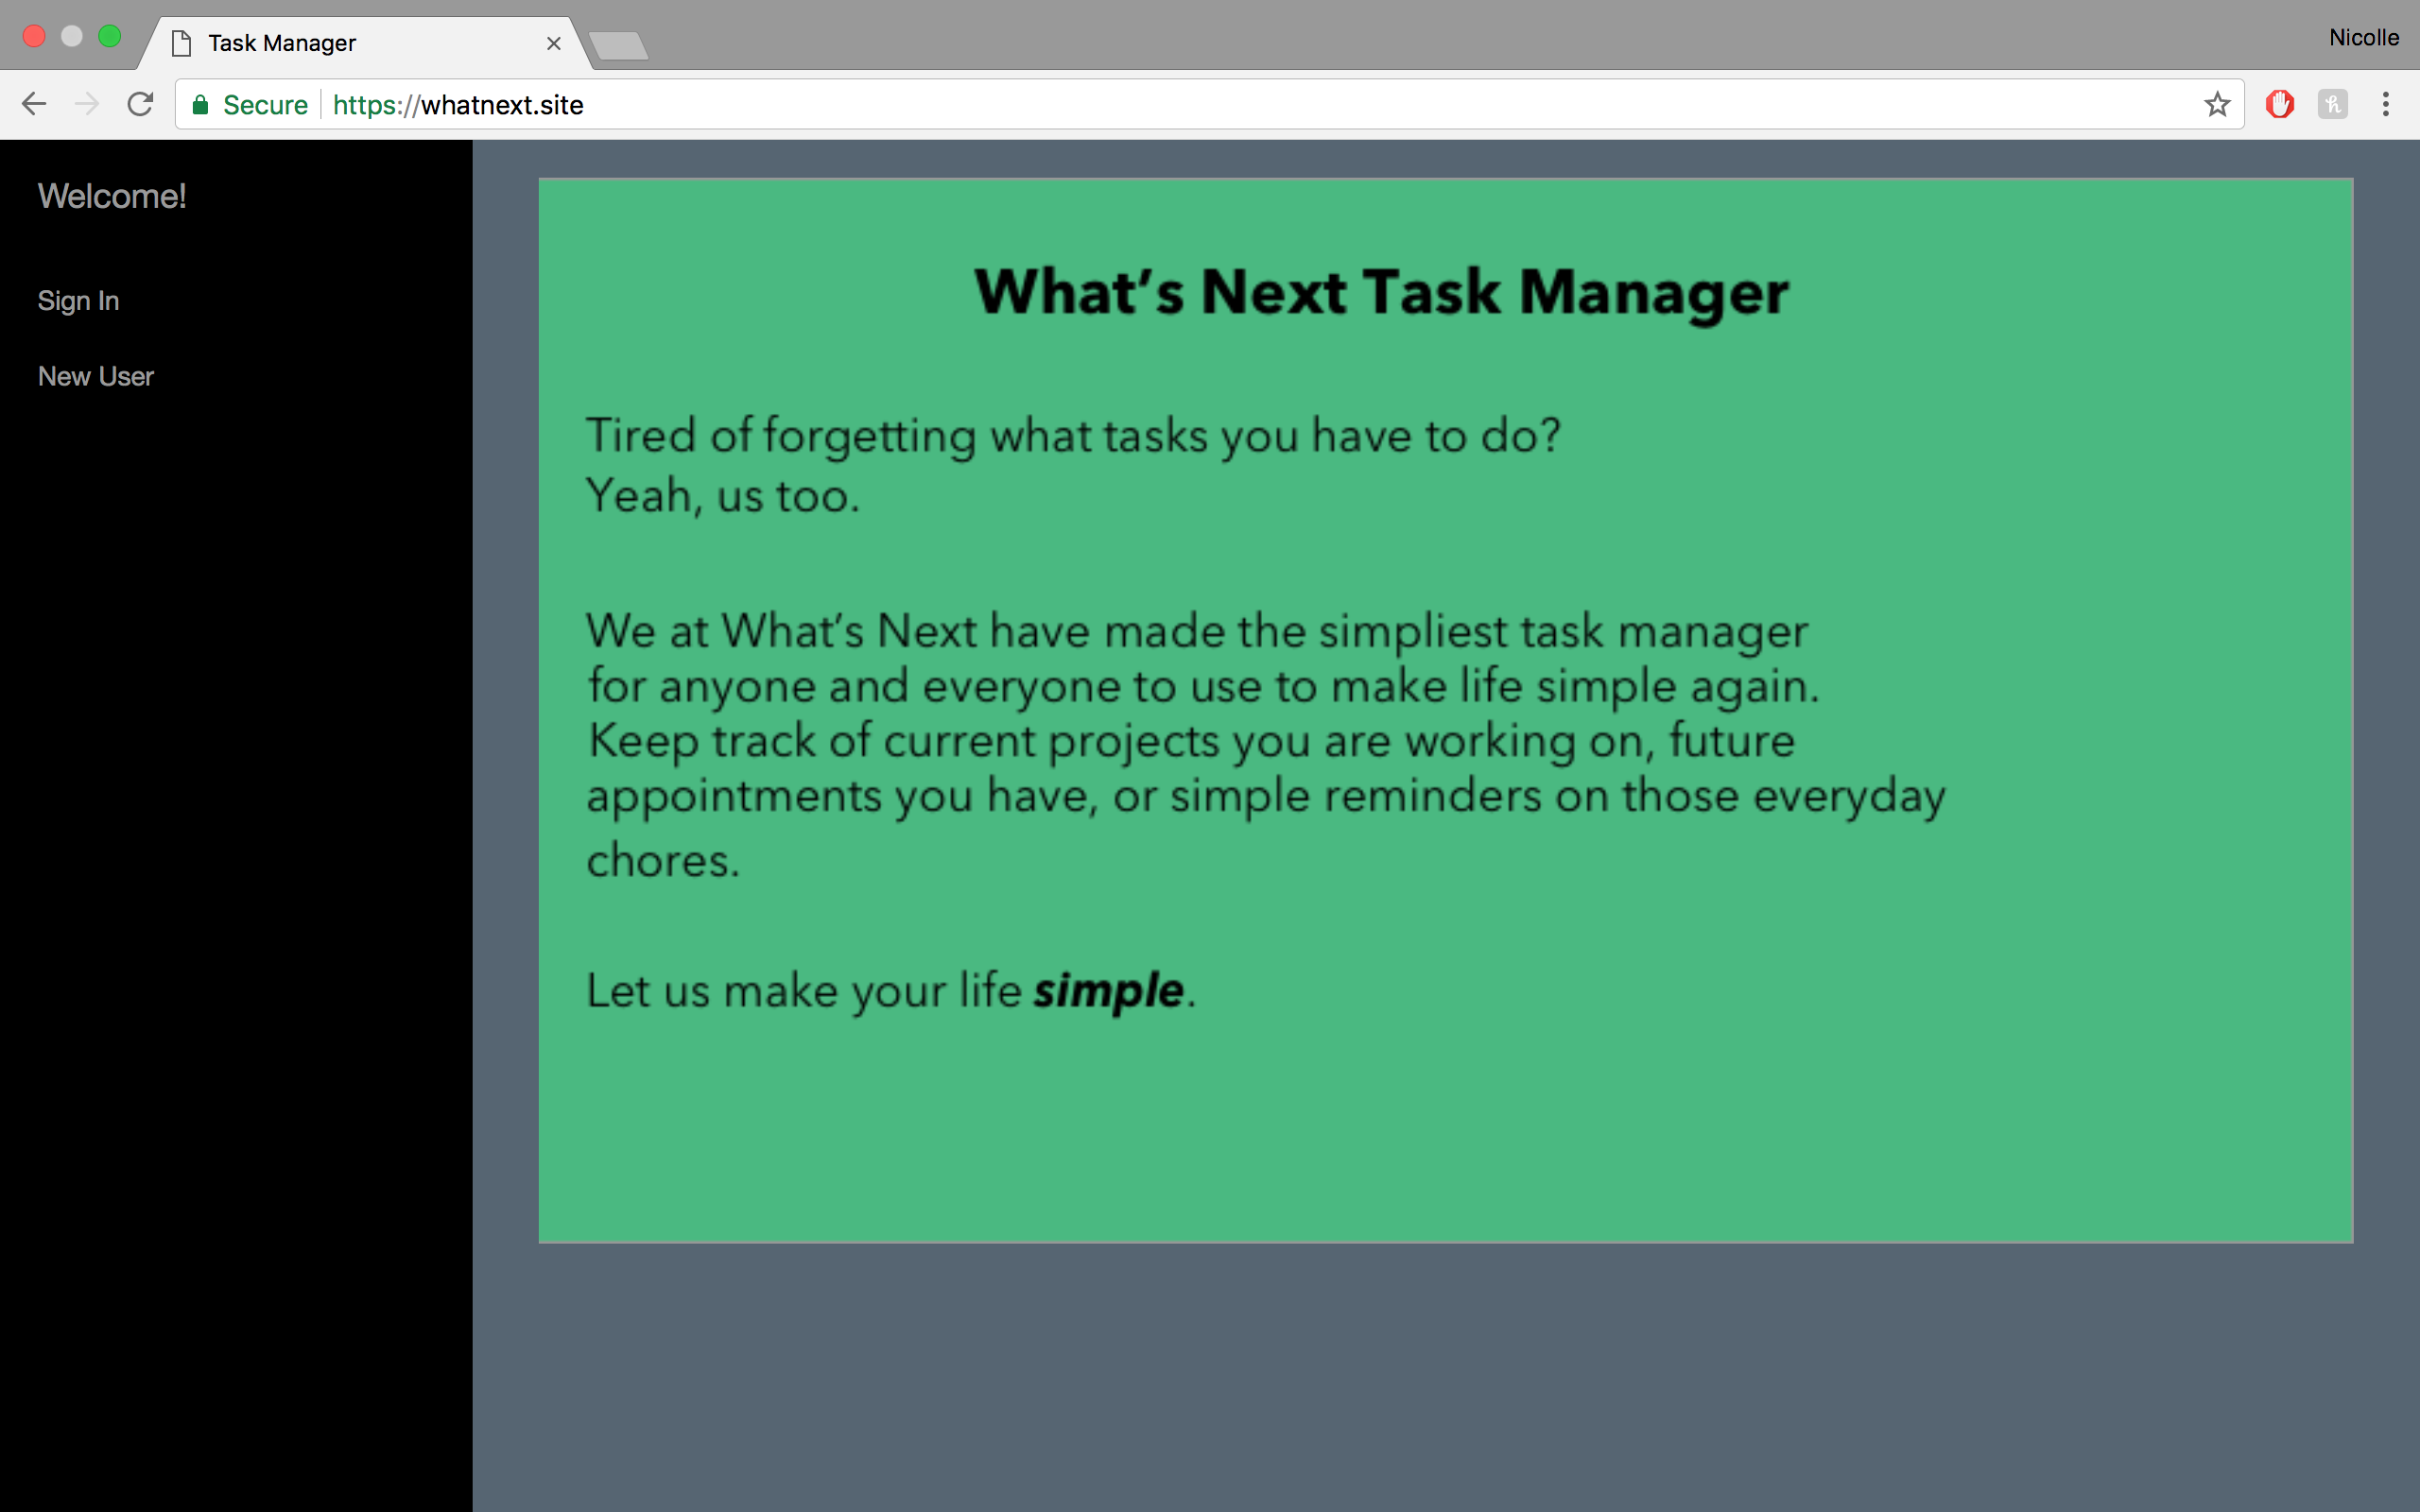 Task Manager
Nicolle
Secure https://whatnext.site
Welcome!
Sign In
New User
What's Next Task Manager
Tired of forgetting what tasks you have to do?
Yeah, us too.
We at What's Next have made the simpliest task manager
for anyone and everyone to use to make life simple again.
Keep track of current projects you are working on, future
appointments you have, or simple reminders on those everyday
chores.
Let us make your life simple.